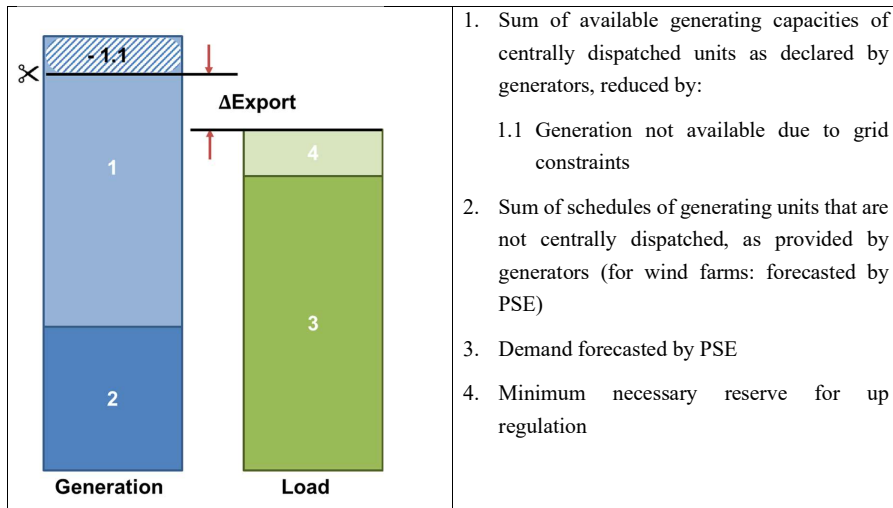 - 1.1
ΔExport
4
1
3
2
Generation
Load
1. Sum of available generating capacities of
centrally dispatched units as declared by
generators, reduced by:
1.1 Generation not available due to grid
constraints
2. Sum of schedules of generating units that are
not centrally dispatched, as provided by
generators (for wind farms: forecasted by
PSE)
3. Demand forecasted by PSE
4. Minimum necessary reserve for up
regulation